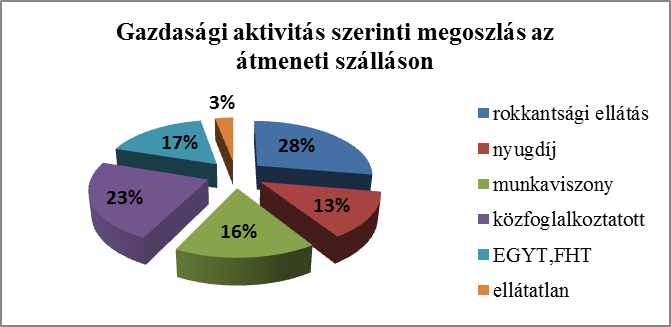 Gazdasági aktivitás szerinti megoszlás az
átmeneti szálláson
3%
17%
28%
23%
13%
16%
rokkantsági ellátás
nyugdíj
munkaviszony
közfoglalkoztatott
EGYT,FHT
ellátatlan